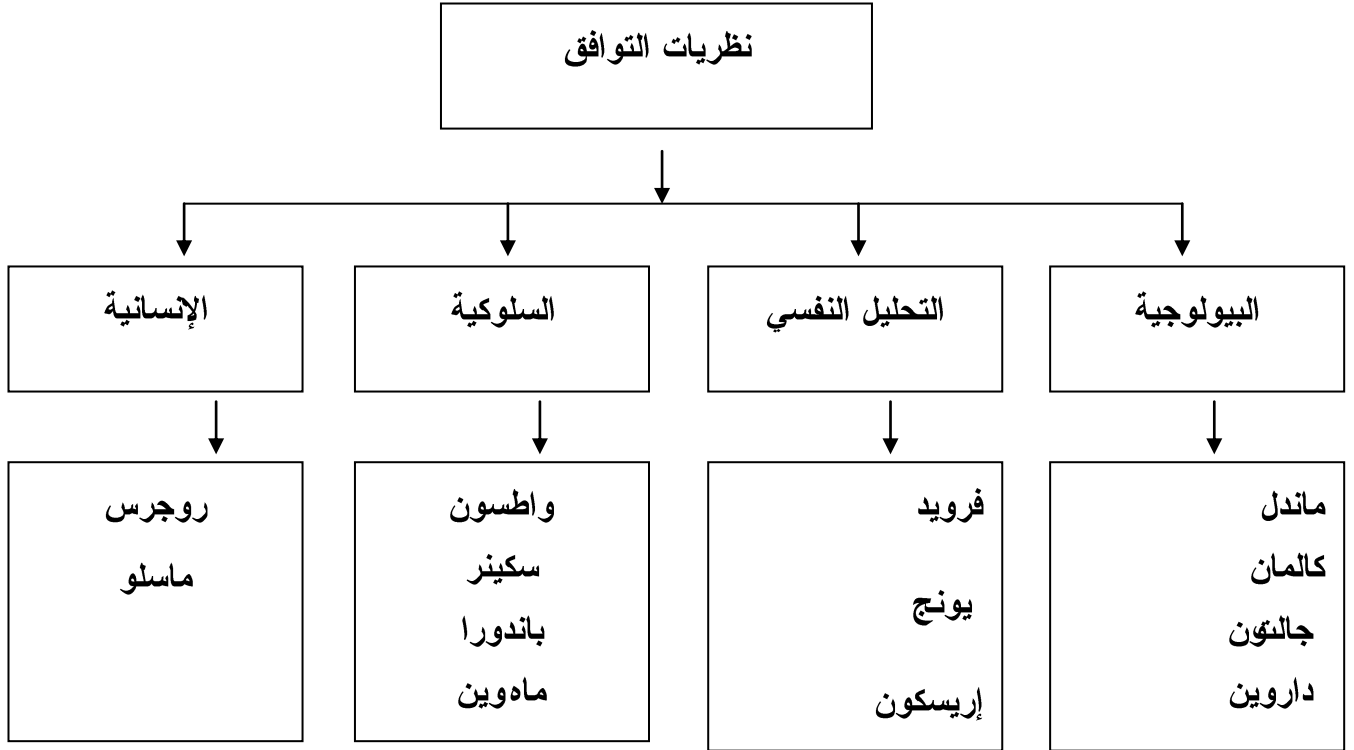 نظريات التوافق
البيولوجية
التحليل النفسي
السلوكية
الإنسانية
ماندل
كالمان
جالتون
داروين
فرويد
يونج
إريسكون
واطسون
سكينر
باندورا
ماهوين
روجرس
ماسلو